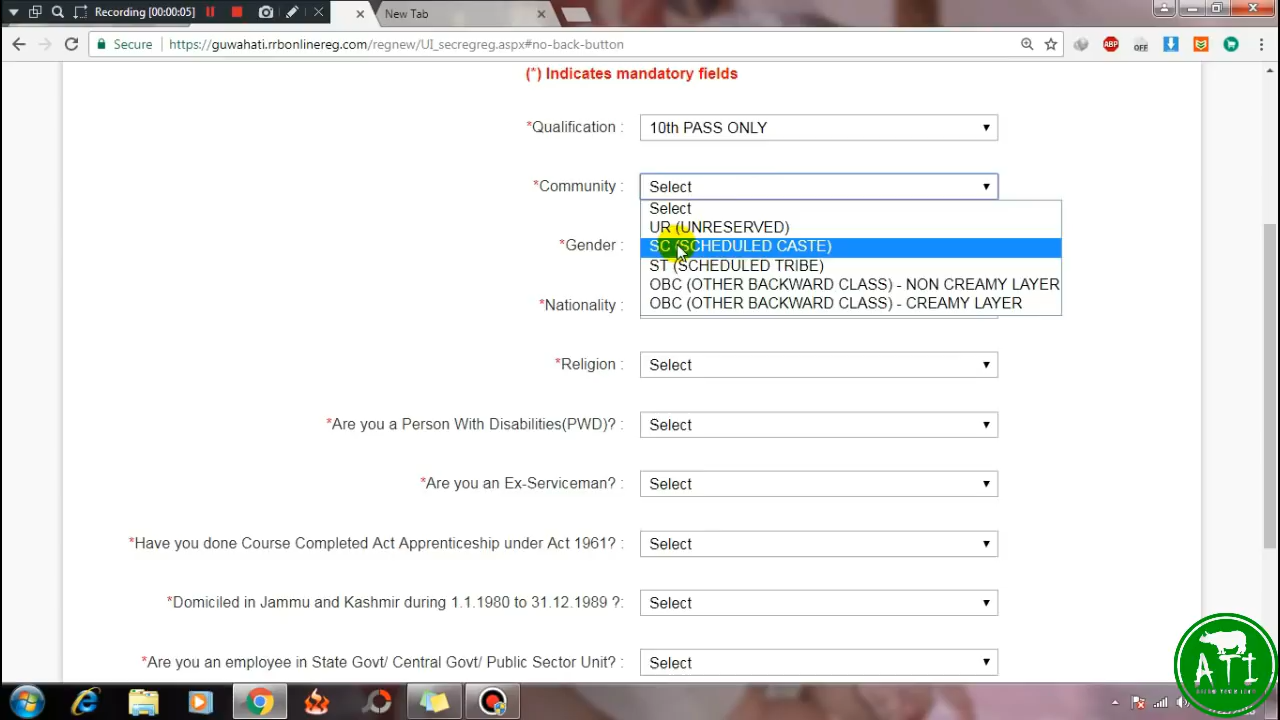 Recording [00:00:05]
New Tab
Secure https://guwahati.rrbonlinereg.com/regnew/UI_secregreg.aspx#no-back-button
ABP
OFF
(*) Indicates mandatory fields
*Qualification : 10th PASS ONLY
*Community : Select
Select
UR (UNRESERVED)
SC (SCHEDULED CASTE)
ST (SCHEDULED TRIBE)
OBC (OTHER BACKWARD CLASS) - NON CREAMY LAYER
OBC (OTHER BACKWARD CLASS) - CREAMY LAYER
*Gender :
*Nationality :
*Religion : Select
*Are you a Person With Disabilities(PWD)? : Select
*Are you an Ex-Serviceman? : Select
*Have you done Course Completed Act Apprenticeship under Act 1961? : Select
*Domiciled in Jammu and Kashmir during 1.1.1980 to 31.12.1989 ?: Select
*Are you an employee in State Govt/ Central Govt/ Public Sector Unit? : Select
ATI